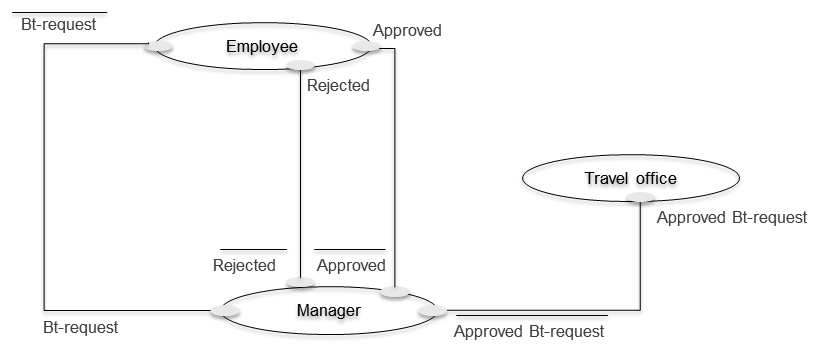 Bt-request
Employee
Approved
Rejected
Travel office
Approved Bt-request
Rejected
Approved
Manager
Bt-request
Approved Bt-request